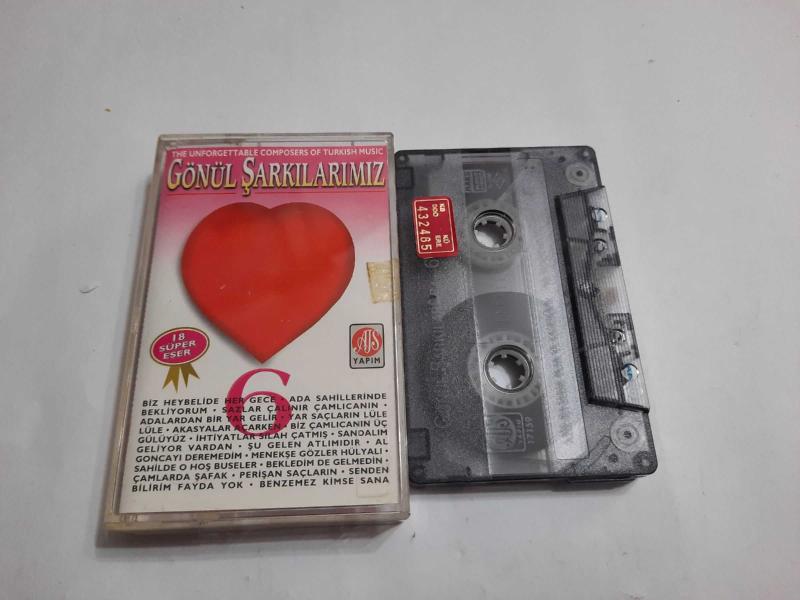 THE UNFORGETTABLE COMPOSERS OF TURKISH MUSIC
GÖNÜL ŞARKILARIMIZ
18
SÜPER
ESER
AJS
YAPIM
6
BİZ HEYBELİDE HER GECE • ADA SAHİLLERİNDE
BEKLİYORUM • SAZLAR ÇALINIR ÇAMLICANIN •
ADALARDAN BİR YAR GELİR • YAR SAÇLARIN LÜLE
LÜLE • AKASYALAR AÇARKEN • BİZ ÇAMLICANIN ÜÇ
GÜLÜYÜZ • İHTİYATLAR SİLAH ÇATMIŞ • SANDALIM
GELİYOR VARDAN • ŞU GELEN ATLIMIDIR • AL
GONCAYI DEREMEDİM • MENEKŞE GÖZLER HÜLYALI •
SAHİLDE O HOŞ BUSELER • BEKLEDİM DE GELMEDİN •
ÇAMLARDA ŞAFAK • PERİŞAN SAÇLARIN • SENDEN
BİLİRİM FAYDA YOK • BENZEMEZ KİMSE SANA
432465